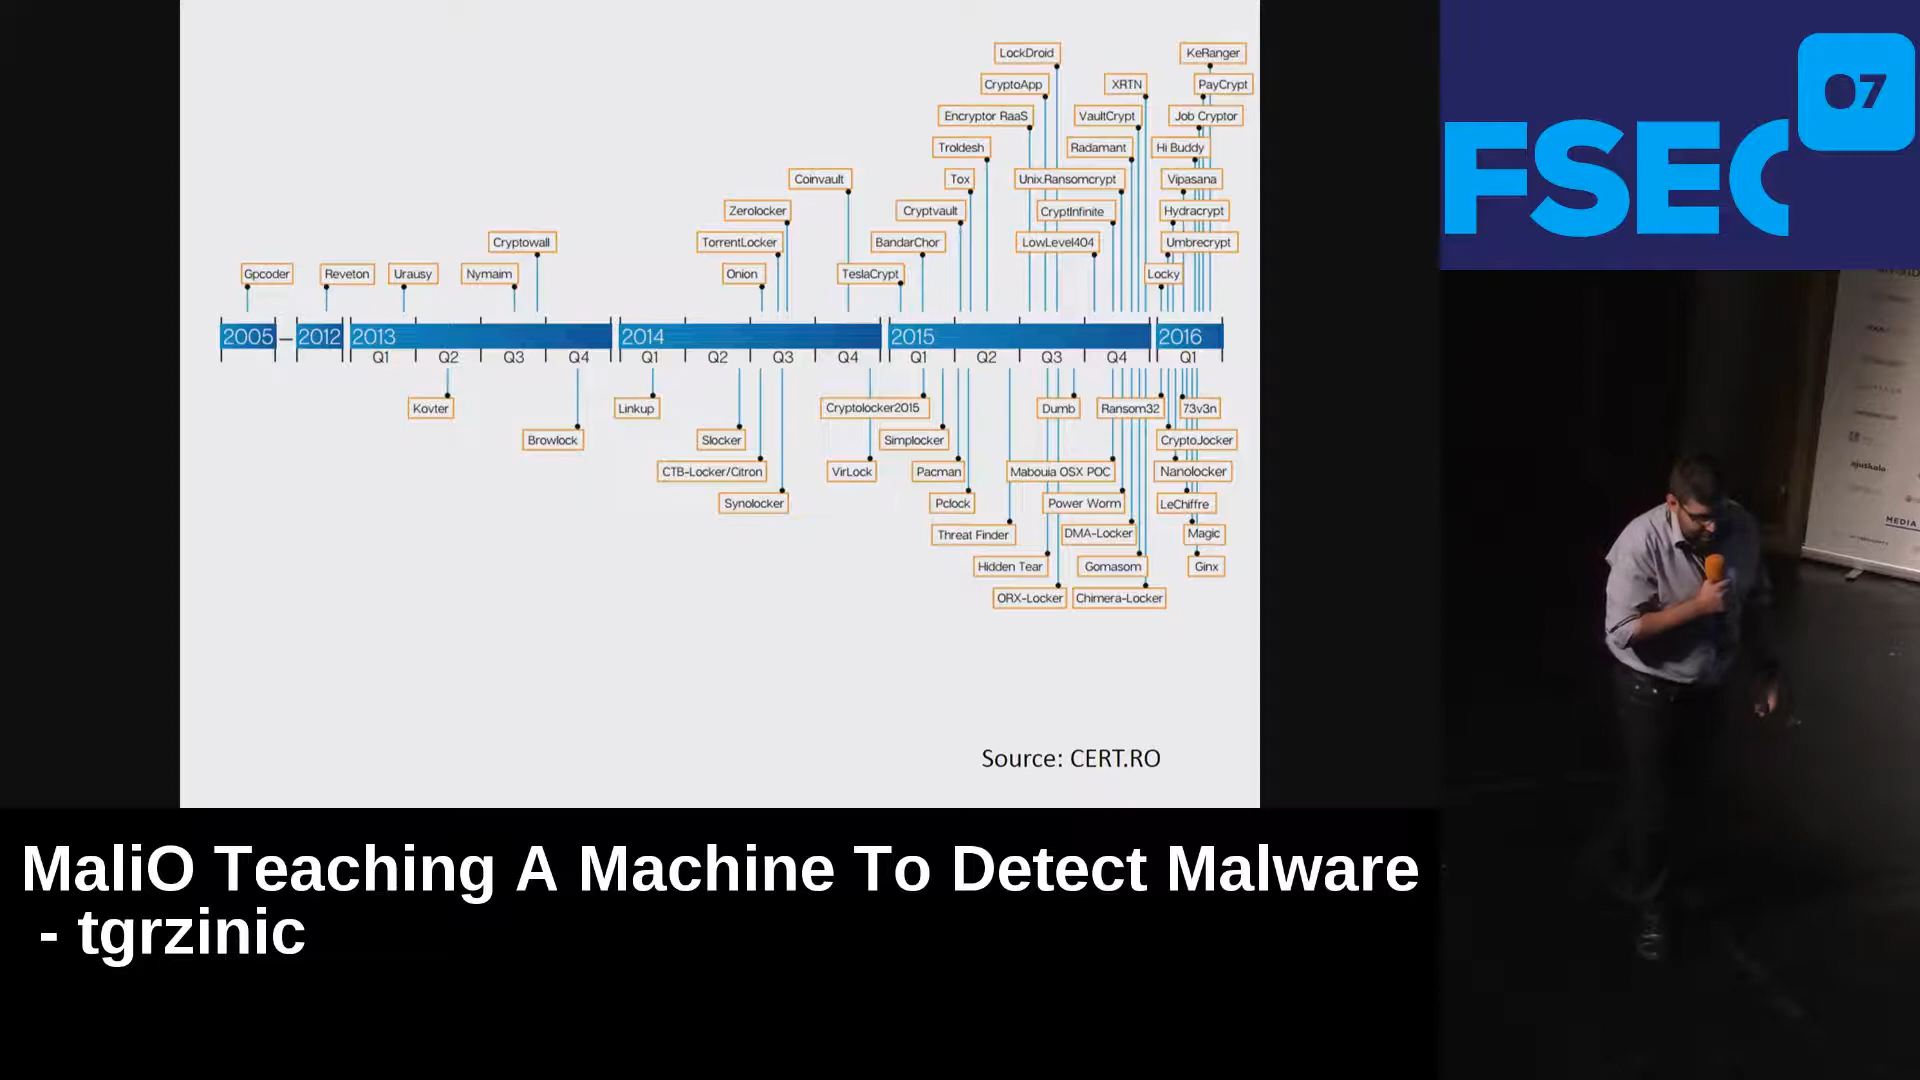 LockDroid
KeRanger
CryptoApp
XRTN
PayCrypt
Encryptor RaaS
VaultCrypt
Job Cryptor
Troldesh
Radamant
Hi Buddy
Coinvault
Tox
Unix.Ransomcrypt
Vipasana
Zerolocker
Cryptvault
CryptInfinite
Hydracrypt
Cryptowall
TorrentLocker
BandarChor
LowLevel404
Umbrecrypt
Gpcoder
Reveton
Urausy
Nymaim
Onion
TeslaCrypt
Locky
2005 – 2012 2013 2014 2015 2016
Q1 Q2 Q3 Q4 Q1 Q2 Q3 Q4 Q1 Q2 Q3 Q4 Q1
Kovter
Linkup
Cryptolocker2015
Dumb
Ransom32
73v3n
Browlock
Slocker
Simplocker
CryptoJocker
CTB-Locker/Citron
VirLock
Pacman
Mabouia OSX POC
Nanolocker
Synolocker
Pclock
Power Worm
LeChiffre
Threat Finder
DMA-Locker
Magic
Hidden Tear
Gomasom
Ginx
ORX-Locker
Chimera-Locker
Source: CERT.RO
FSEC 07
MEDIA
MaliO Teaching A Machine To Detect Malware
- tgrzinic